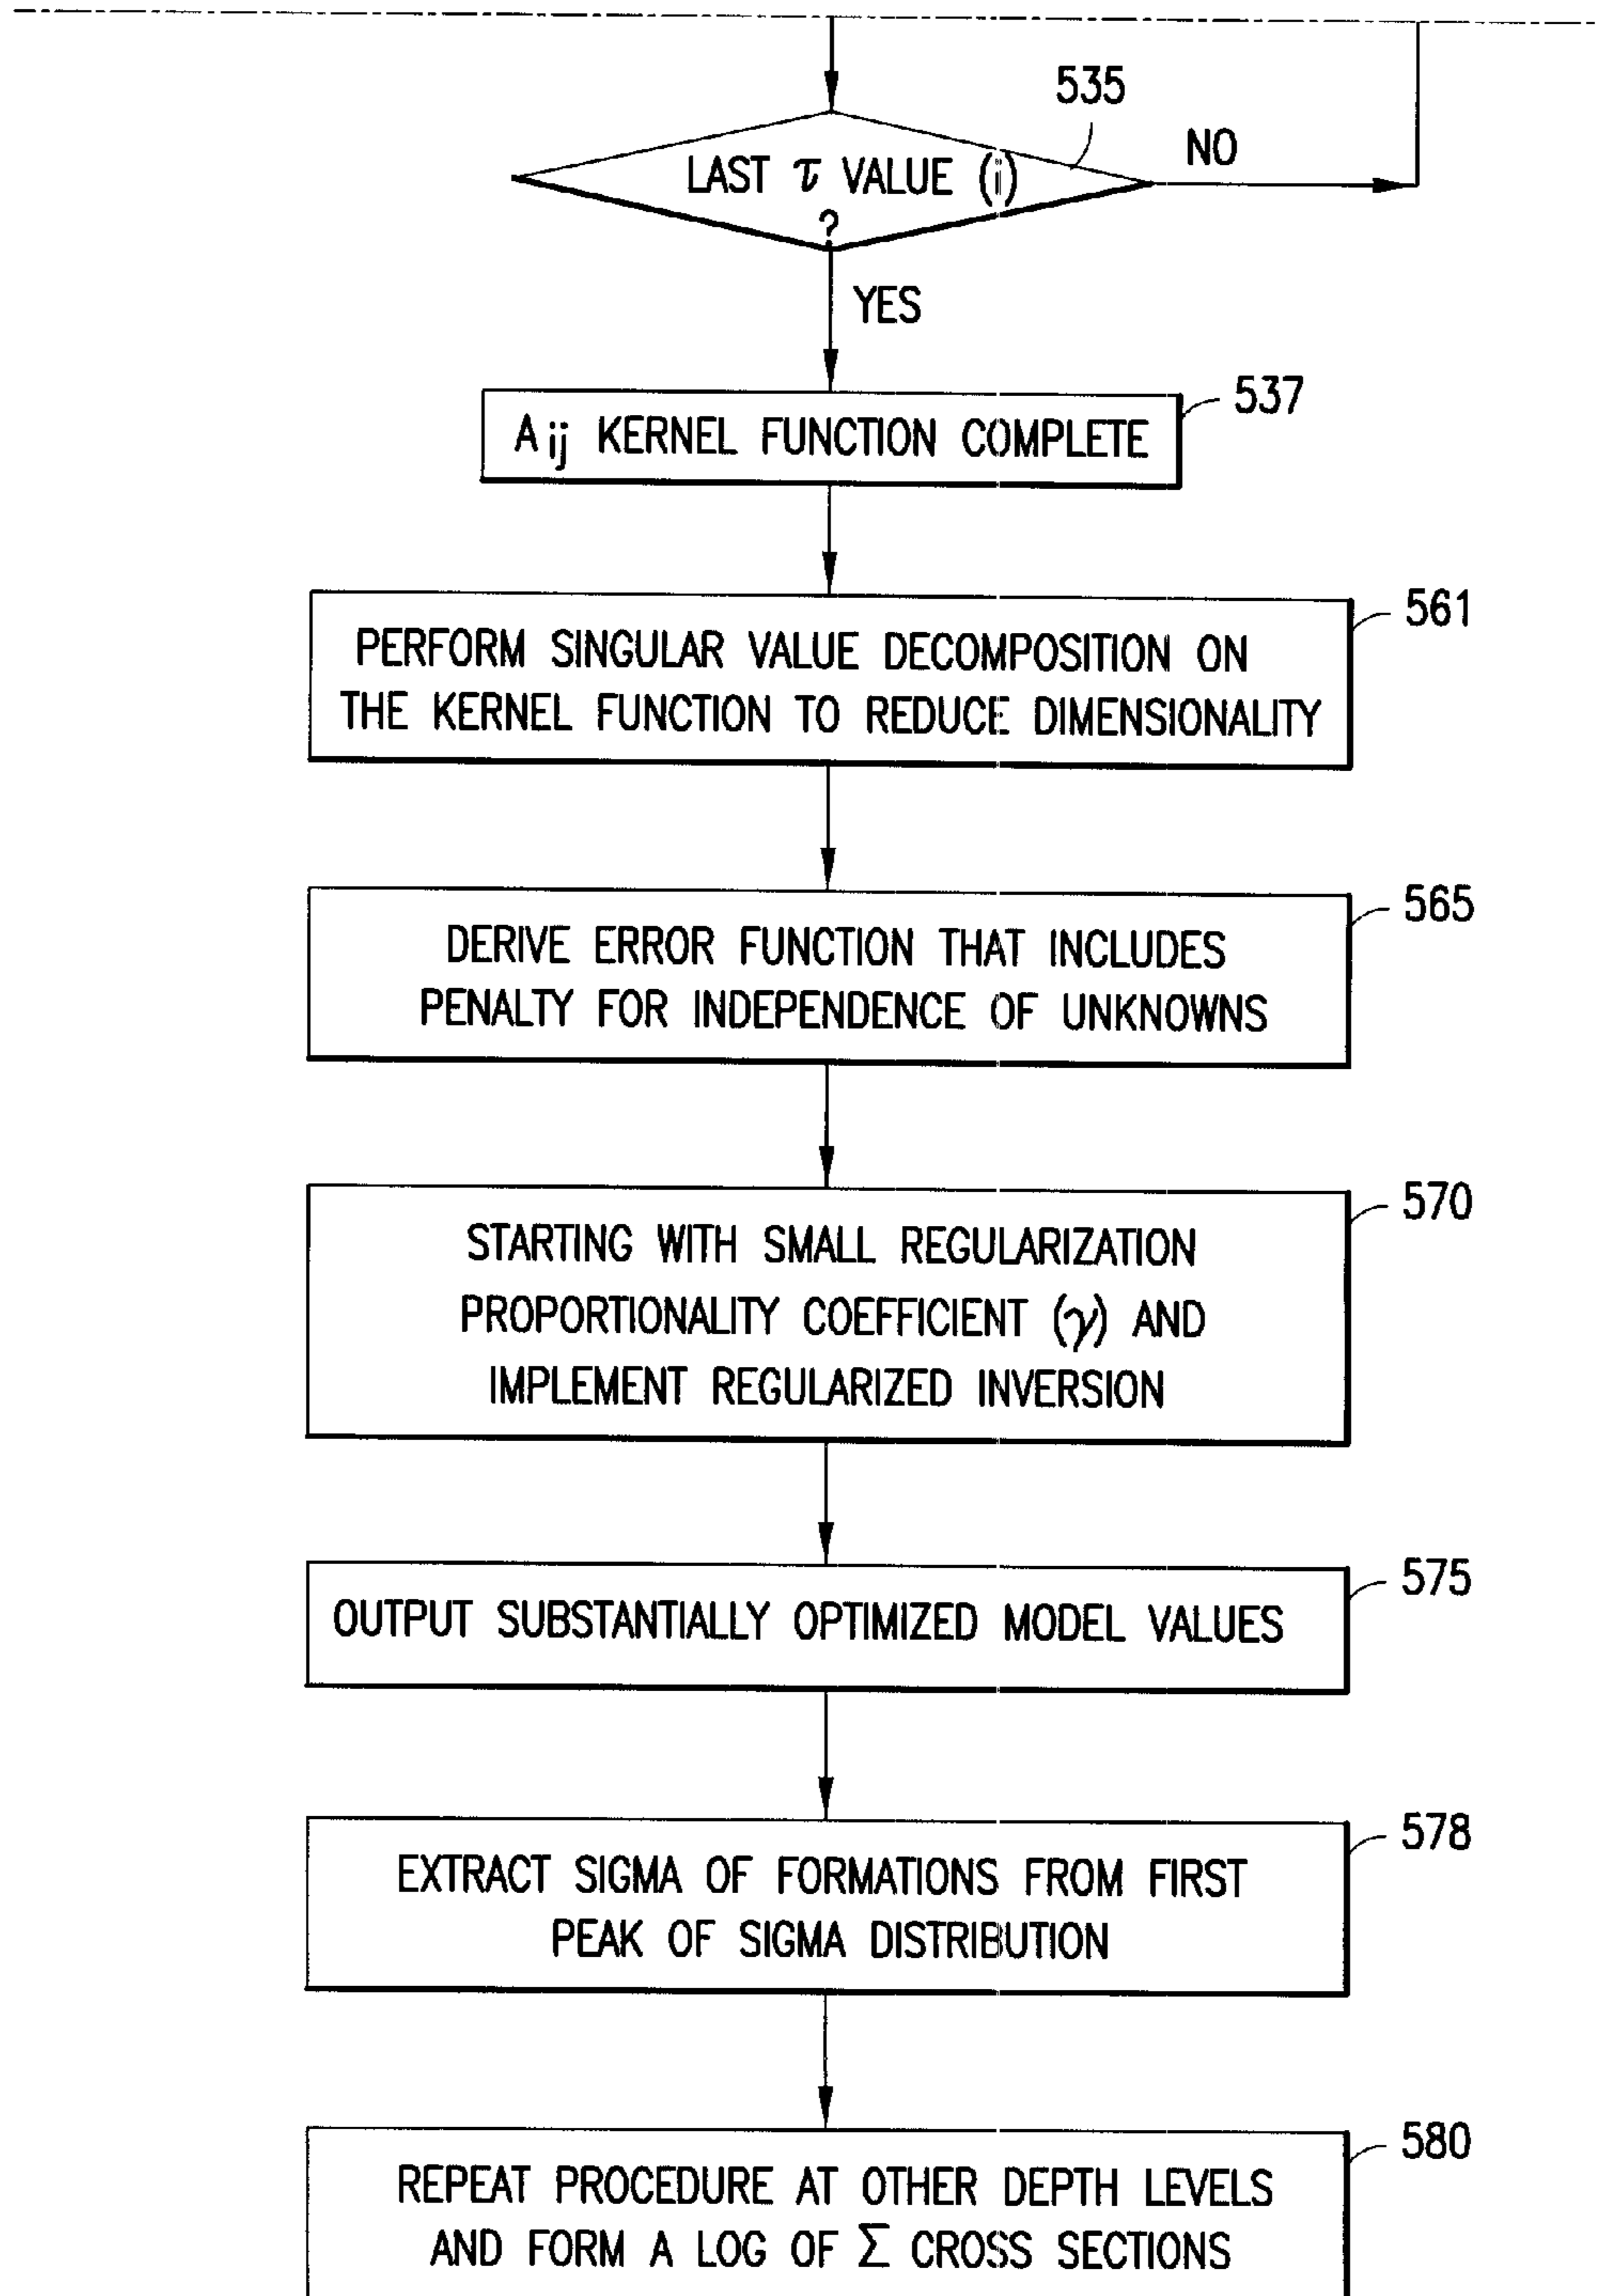 535
NO
LAST τ VALUE (i)
?
YES
537
Aij KERNEL FUNCTION COMPLETE
561
PERFORM SINGULAR VALUE DECOMPOSITION ON
THE KERNEL FUNCTION TO REDUCE DIMENSIONALITY
565
DERIVE ERROR FUNCTION THAT INCLUDES
PENALTY FOR INDEPENDENCE OF UNKNOWNS
570
STARTING WITH SMALL REGULARIZATION
PROPORTIONALITY COEFFICIENT (γ) AND
IMPLEMENT REGULARIZED INVERSION
575
OUTPUT SUBSTANTIALLY OPTIMIZED MODEL VALUES
578
EXTRACT SIGMA OF FORMATIONS FROM FIRST
PEAK OF SIGMA DISTRIBUTION
580
REPEAT PROCEDURE AT OTHER DEPTH LEVELS
AND FORM A LOG OF Σ CROSS SECTIONS